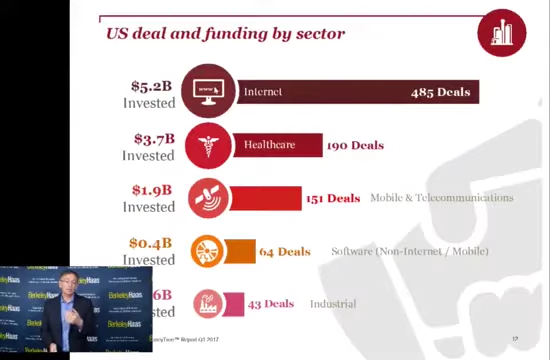 US deal and funding by sector
$5.2B
Invested
www
Internet
485 Deals
$3.7B
Invested
Healthcare
190 Deals
$1.9B
Invested
151 Deals
Mobile & Telecommunications
$0.4B
Invested
64 Deals
Software (Non-Internet / Mobile)
6B
Invested
43 Deals
Industrial
BerkeleyHaas
BerkeleyHaas
Report Q1 2017
17